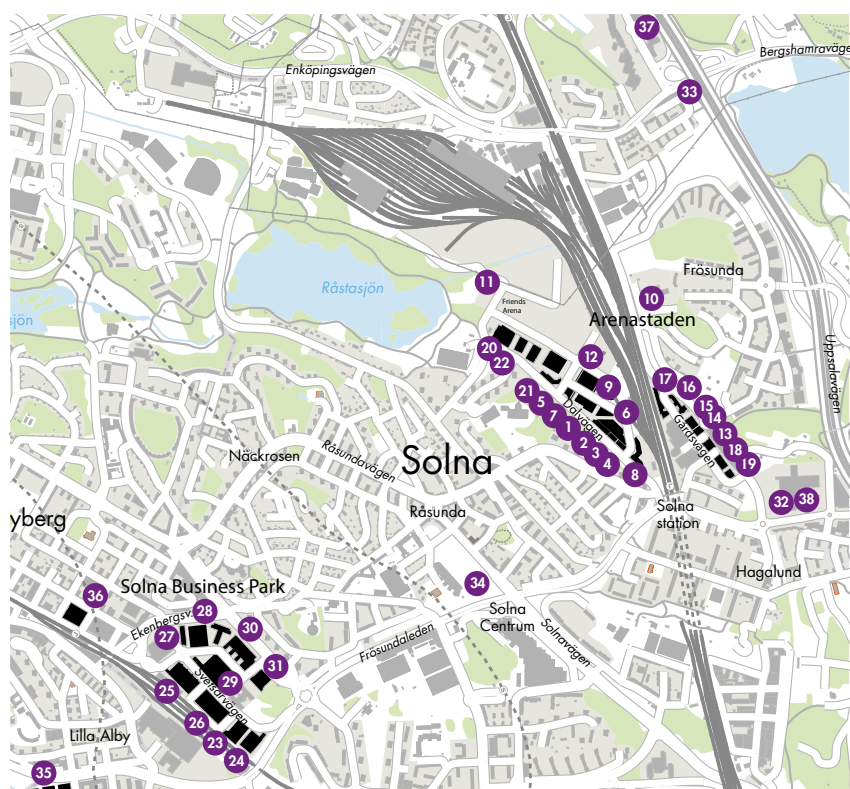 37
Enköpingsvägen
Bergshamraväge
33
Råstasjön
11
Friends
Arena
10
Frösunda
Arenastaden
sjön
Uppsalavägen
20
22
12
9
17
16
21
5
7
1
2
3
4
6
8
Dalvägen
15
14
13
18
19
Gårdsvägen
Näckrosen
Råsundavägen
Solna
Råsunda
Solna
station
32
38
yberg
Hagalund
Solna Business Park
36
34
Solna
Centrum
Solnavägen
Frösundaleden
Ekenbergsv.
28
27
30
31
29
25
Svetsarvägen
26
23
24
Lilla Alby
35